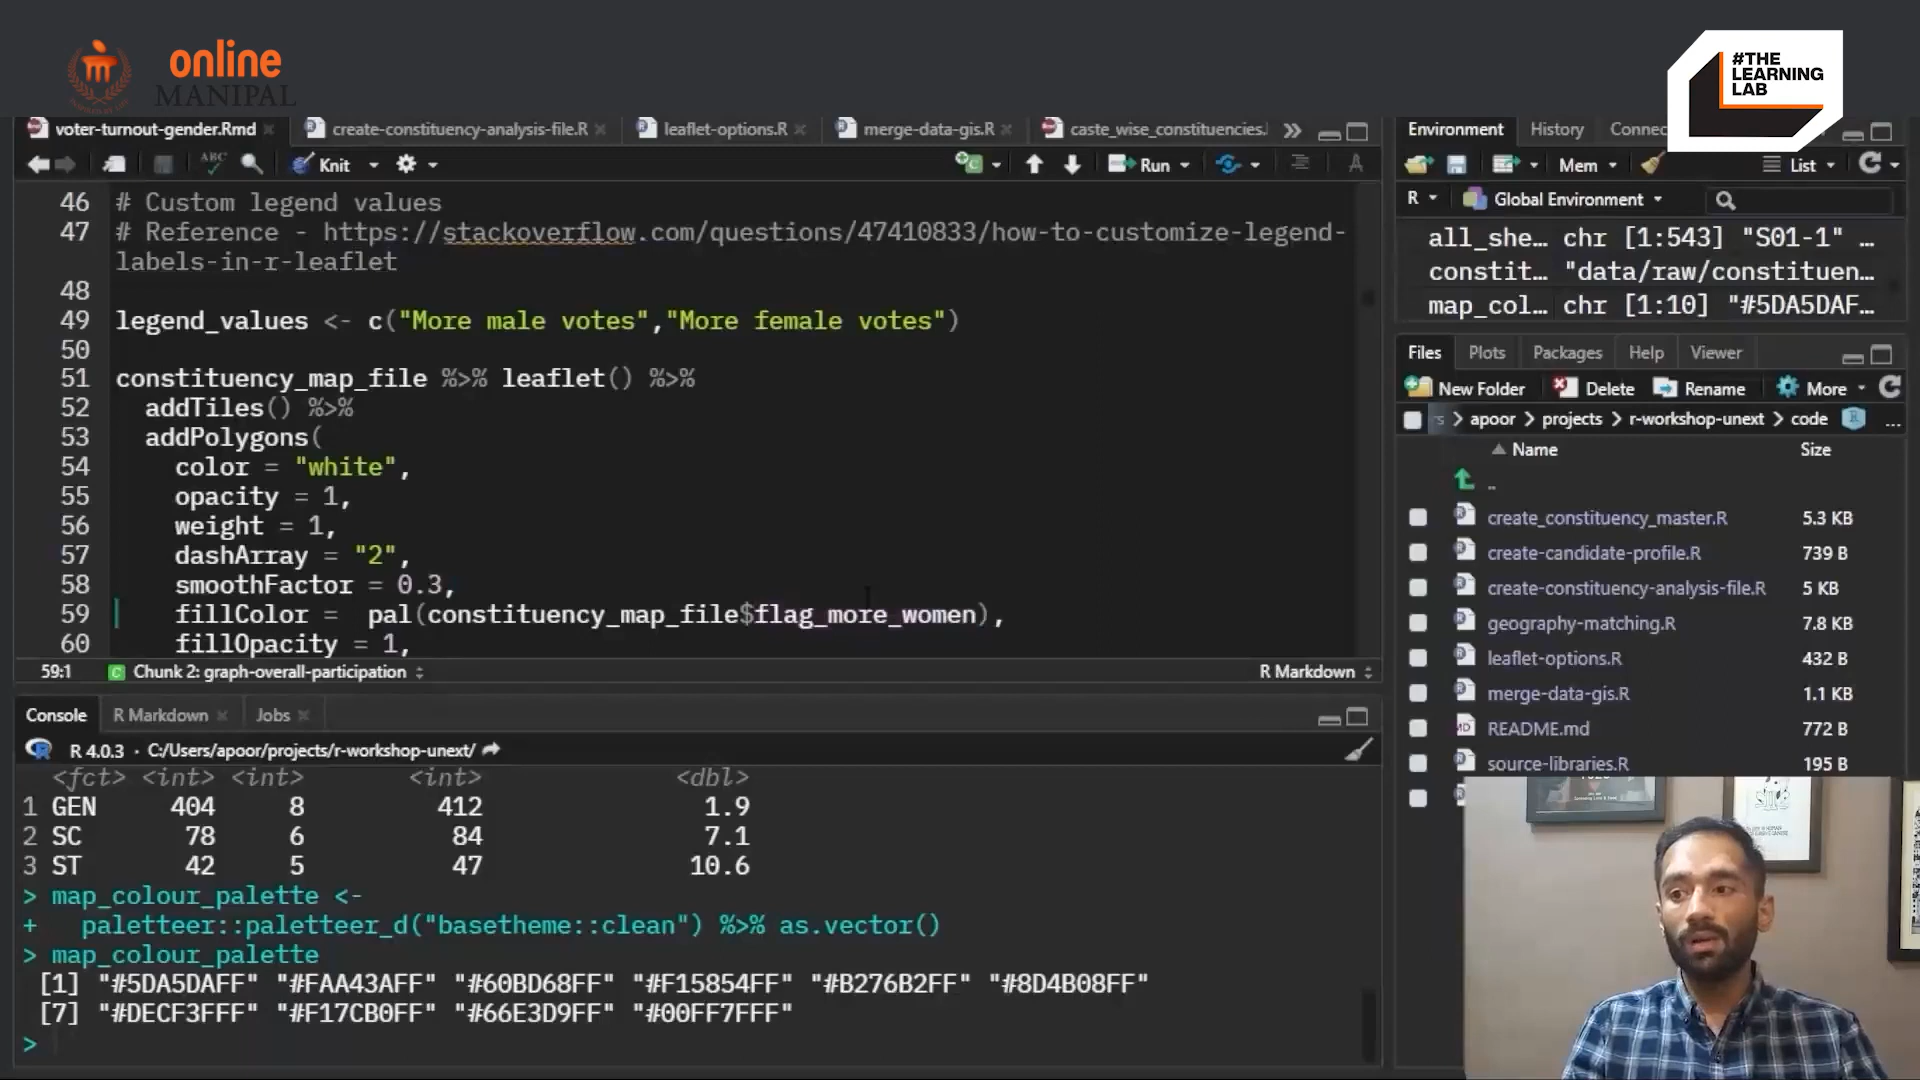 online
MANIPAL
#THE
LEARNING
LAB
voter-turnout-gender.Rmd
create-constituency-analysis-file.R
leaflet-options.R
merge-data-gis.R
caste_wise_constituencies.
ABC
Knit
Run
46 # Custom legend values
47 # Reference - https://stackoverflow.com/questions/47410833/how-to-customize-legend-
labels-in-r-leaflet
48
49 legend_values <- c("More male votes","More female votes")
50
51 constituency_map_file %>% leaflet() %>%
52 addTiles() %>%
53 addPolygons(
54 color = "white",
55 opacity = 1,
56 weight = 1,
57 dashArray = "2",
58 smoothFactor = 0.3,
59 fillColor =  pal(constituency_map_file$flag_more_women),
60 fillOpacity = 1,
59:1 Chunk 2: graph-overall-participation R Markdown
Console R Markdown Jobs
R 4.0.3 · C:/Users/apoor/projects/r-workshop-unext/
<fct> <int> <int> <int> <dbl>
1 GEN 404 8 412 1.9
2 SC 78 6 84 7.1
3 ST 42 5 47 10.6
> map_colour_palette <-
+ paletteer::paletteer_d("basetheme::clean") %>% as.vector()
> map_colour_palette
[1] "#5DA5DAFF" "#FAA43AFF" "#60BD68FF" "#F15854FF" "#B276B2FF" "#8D4B08FF"
[7] "#DECF3FFF" "#F17CB0FF" "#66E3D9FF" "#00FF7FFF"
>
Environment History Connec
Mem List
R Global Environment
all_she… chr [1:543] "S01-1" …
constit… "data/raw/constituen…
map_col… chr [1:10] "#5DA5DAF…
Files Plots Packages Help Viewer
New Folder Delete Rename More
apoor > projects > r-workshop-unext > code ...
Name Size
..
create_constituency_master.R 5.3 KB
create-candidate-profile.R 739 B
create-constituency-analysis-file.R 5 KB
geography-matching.R 7.8 KB
leaflet-options.R 432 B
merge-data-gis.R 1.1 KB
README.md 772 B
source-libraries.R 195 B